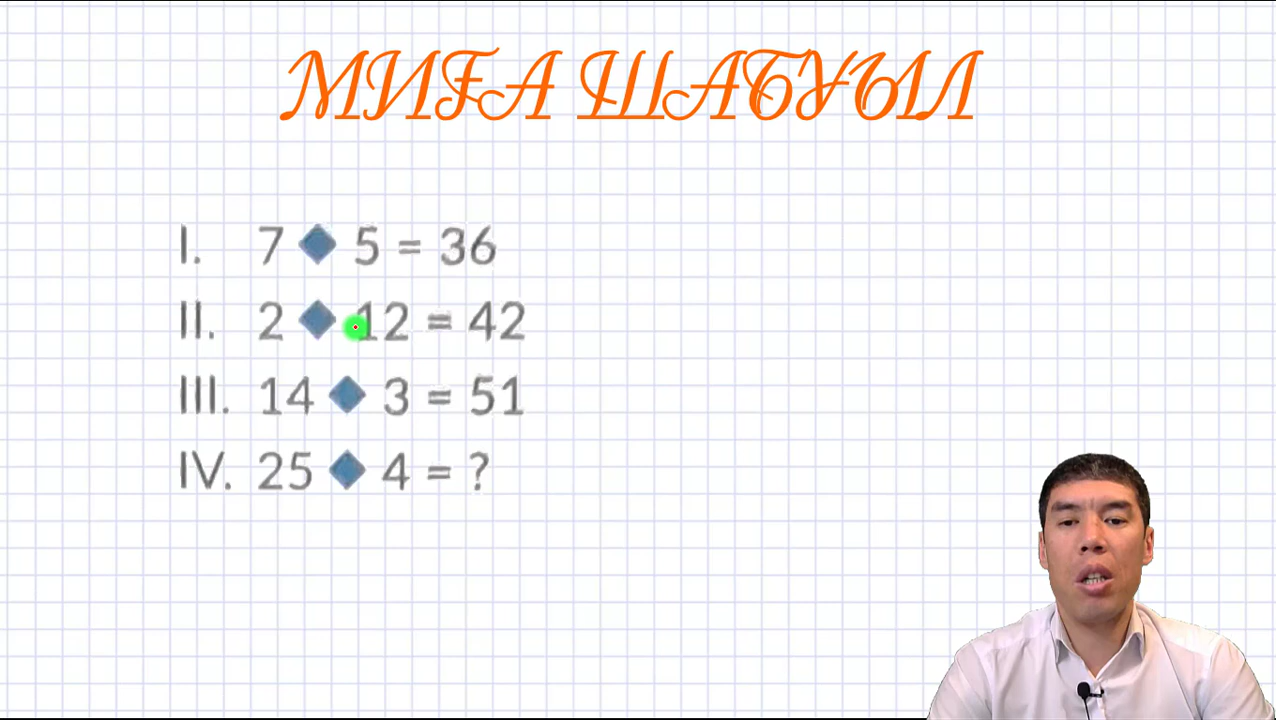 МИҒА ШАБУЫЛ
I. 7 ◆ 5 = 36
II. 2 ◆ 12 = 42
III. 14 ◆ 3 = 51
IV. 25 ◆ 4 = ?